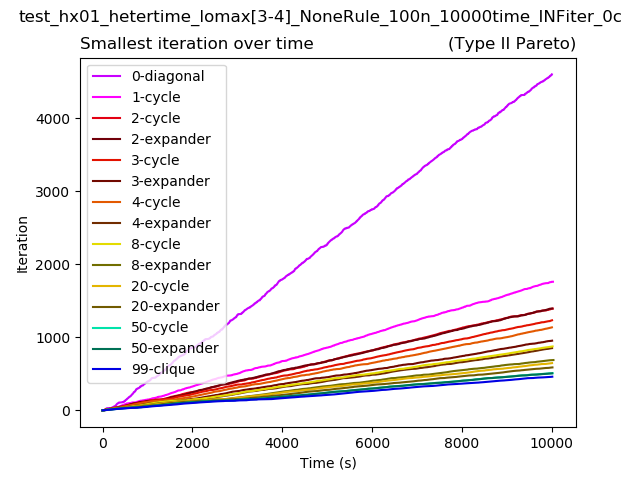 test_hx01_hetertime_lomax[3-4]_NoneRule_100n_10000time_INFiter_0c
Smallest iteration over time (Type II Pareto)
0-diagonal
1-cycle
2-cycle
2-expander
3-cycle
3-expander
4-cycle
4-expander
8-cycle
8-expander
20-cycle
20-expander
50-cycle
50-expander
99-clique
4000
3000
2000
1000
0
Iteration
0 2000 4000 6000 8000 10000
Time (s)